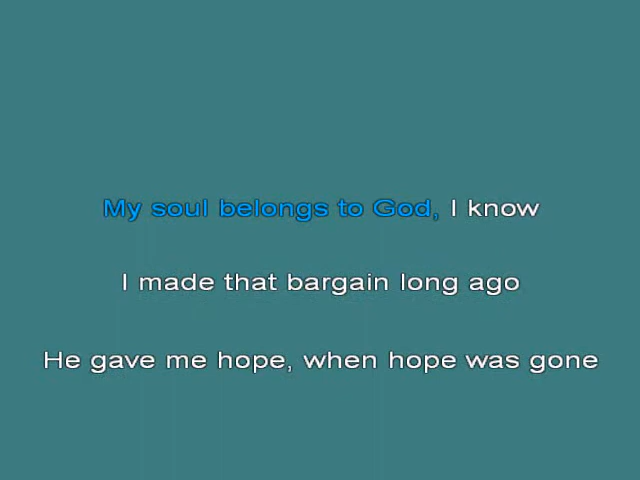 My soul belongs to God, I know
I made that bargain long ago
He gave me hope, when hope was gone